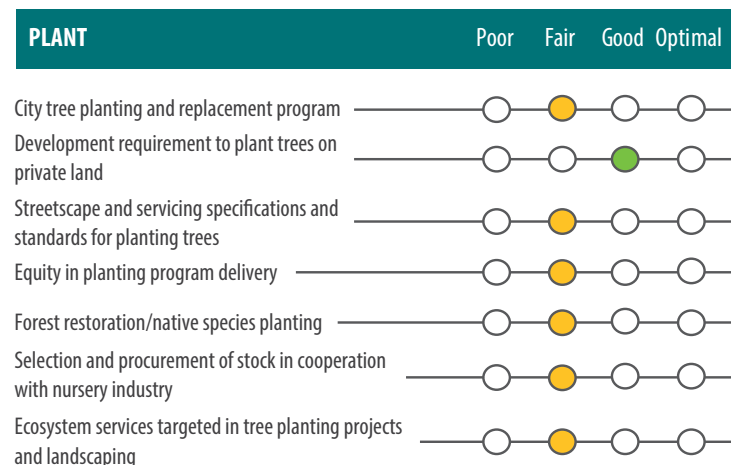 PLANT Poor Fair Good Optimal
City tree planting and replacement program
Development requirement to plant trees on
private land
Streetscape and servicing specifications and
standards for planting trees
Equity in planting program delivery
Forest restoration/native species planting
Selection and procurement of stock in cooperation
with nursery industry
Ecosystem services targeted in tree planting projects
and landscaping